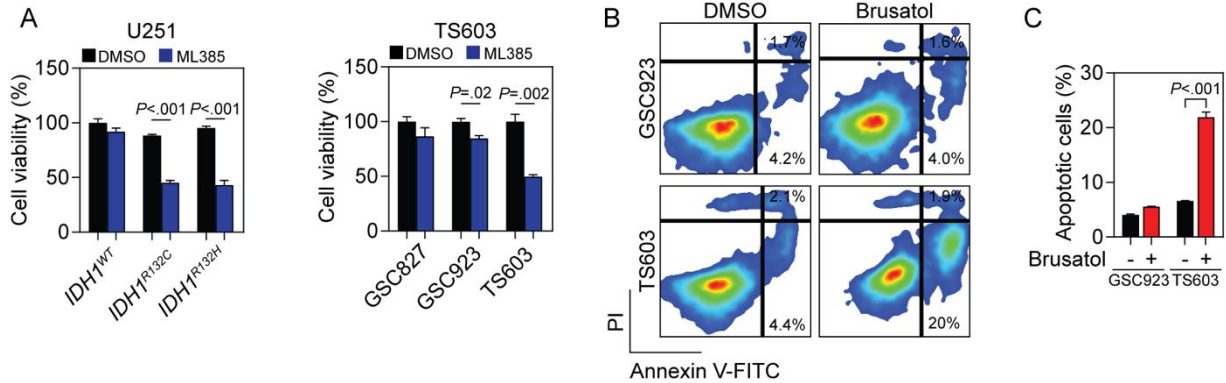 A
U251
DMSO ML385
Cell viability (%)
150
100
50
0
P<.001 P<.001
IDH1WT
IDH1R132C
IDH1R132H
TS603
DMSO ML385
Cell viability (%)
150
100
50
0
P=.02 P=.002
GSC827
GSC923
TS603
B
DMSO Brusatol
GSC923
1.7% 1.6%
4.2% 4.0%
TS603
2.1% 1.9%
4.4% 20%
PI
Annexin V-FITC
C
Apoptotic cells (%)
30
20
10
0
P<.001
Brusatol - + - +
GSC923 TS603